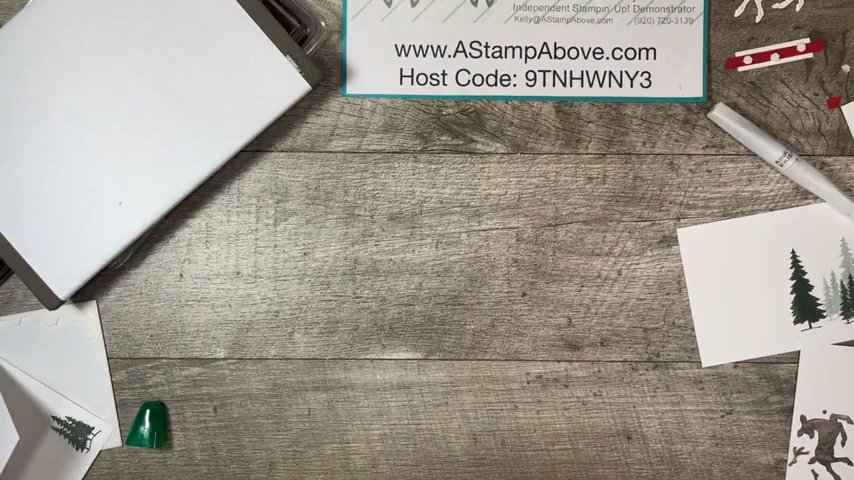 Independent Stampin' Up! Demonstrator
Kelly@AStampAbove.com (920) 720-3139
www.AStampAbove.com
Host Code: 9TNHWNY3